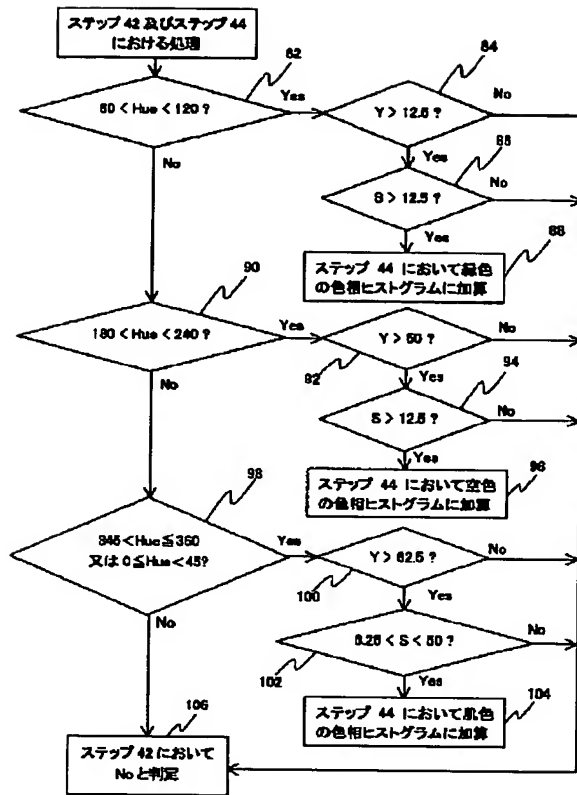 ステップ 42 及びステップ 44
における処理
82
60 < Hue < 120 ?
Yes
No
84
Y > 12.5 ?
No
Yes
86
S > 12.5 ?
No
Yes
88
ステップ 44 において緑色
の色相ヒストグラムに加算
90
180 < Hue < 240 ?
Yes
No
92
Y > 50 ?
No
Yes
94
S > 12.5 ?
No
Yes
96
ステップ 44 において空色
の色相ヒストグラムに加算
98
345 < Hue ≦ 360
又は 0 ≦ Hue < 45?
Yes
No
100
Y > 62.5 ?
No
Yes
102
6.25 < S < 50 ?
No
Yes
104
ステップ 44 において肌色
の色相ヒストグラムに加算
106
ステップ 42 において
No と判定